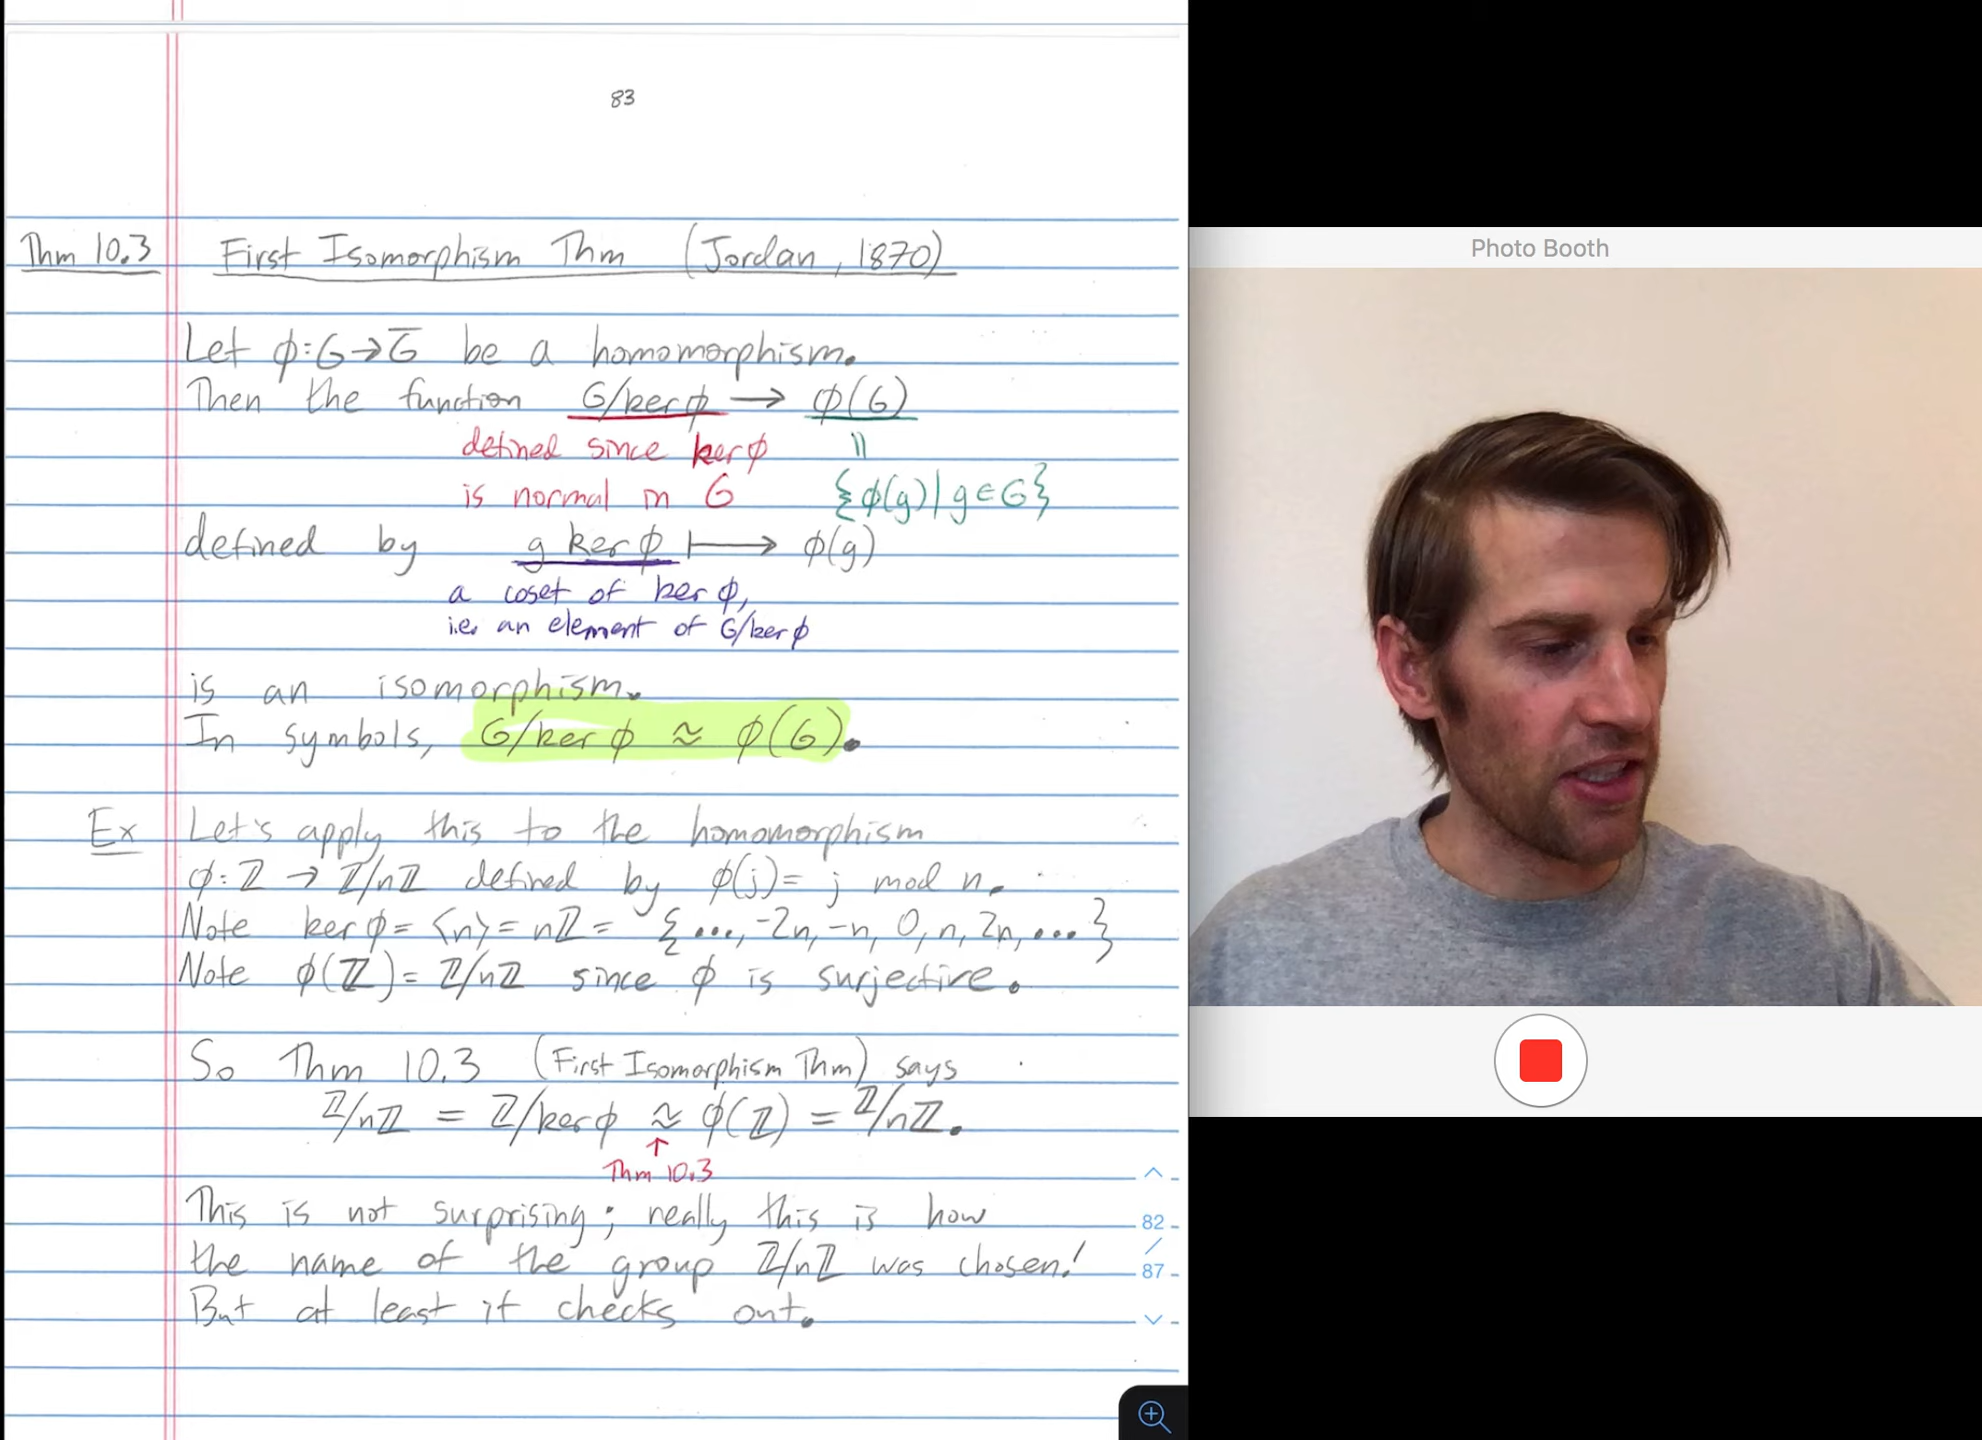 83
Thm 10.3 First Isomorphism Thm (Jordan, 1870)
Let ϕ:G→G̅ be a homomorphism.
Then the function G/ker ϕ ⟶ ϕ(G)
defined since ker ϕ =
is normal in G {ϕ(g)|g∈G}
defined by g ker ϕ ⟼ ϕ(g)
a coset of ker ϕ,
i.e. an element of G/ker ϕ
is an isomorphism.
In symbols, G/ker ϕ ≈ ϕ(G).
Ex Let's apply this to the homomorphism
ϕ:ℤ → ℤ/nℤ defined by ϕ(j)= j mod n.
Note ker ϕ= ⟨n⟩= nℤ= {..., -2n, -n, 0, n, 2n, ...}
Note ϕ(ℤ)= ℤ/nℤ since ϕ is surjective.
So Thm 10.3 (First Isomorphism Thm) says
ℤ/nℤ = ℤ/ker ϕ ≈ ϕ(ℤ) = ℤ/nℤ.
↑
Thm 10.3
This is not surprising; really this is how
the name of the group ℤ/nℤ was chosen!
But at least it checks out.
Photo Booth
82
/
87